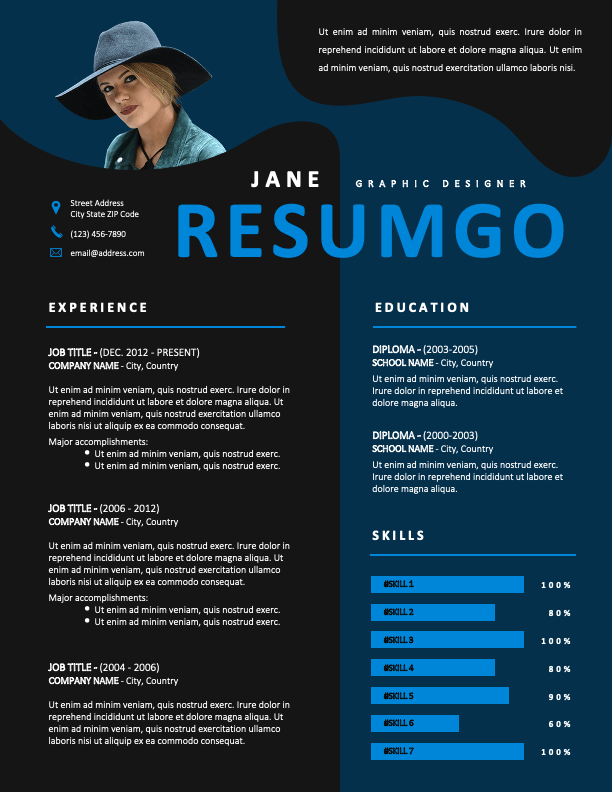 Ut enim ad minim veniam, quis nostrud exerc. Irure dolor in
reprehend incididunt ut labore et dolore magna aliqua. Ut enim
ad minim veniam, quis nostrud exercitation ullamco laboris nisi.
JANE
GRAPHIC DESIGNER
RESUMGO
Street Address
City State ZIP Code
(123) 456-7890
email@address.com
EXPERIENCE
JOB TITLE - (DEC. 2012 - PRESENT)
COMPANY NAME - City, Country
Ut enim ad minim veniam, quis nostrud exerc. Irure dolor in
reprehend incididunt ut labore et dolore magna aliqua. Ut
enim ad minim veniam, quis nostrud exercitation ullamco
laboris nisi ut aliquip ex ea commodo consequat.
Major accomplishments:
• Ut enim ad minim veniam, quis nostrud exerc.
• Ut enim ad minim veniam, quis nostrud exerc.
JOB TITLE - (2006 - 2012)
COMPANY NAME - City, Country
Ut enim ad minim veniam, quis nostrud exerc. Irure dolor in
reprehend incididunt ut labore et dolore magna aliqua. Ut
enim ad minim veniam, quis nostrud exercitation ullamco
laboris nisi ut aliquip ex ea commodo consequat.
Major accomplishments:
• Ut enim ad minim veniam, quis nostrud exerc.
• Ut enim ad minim veniam, quis nostrud exerc.
JOB TITLE - (2004 - 2006)
COMPANY NAME - City, Country
Ut enim ad minim veniam, quis nostrud exerc. Irure dolor in
reprehend incididunt ut labore et dolore magna aliqua. Ut
enim ad minim veniam, quis nostrud exercitation ullamco
laboris nisi ut aliquip ex ea commodo consequat.
EDUCATION
DIPLOMA - (2003-2005)
SCHOOL NAME - City, Country
Ut enim ad minim veniam, quis nostrud exerc.
Irure dolor in reprehend incididunt ut labore et
dolore magna aliqua.
DIPLOMA - (2000-2003)
SCHOOL NAME - City, Country
Ut enim ad minim veniam, quis nostrud exerc.
Irure dolor in reprehend incididunt ut labore et
dolore magna aliqua.
SKILLS
#SKILL 1 100%
#SKILL 2 80%
#SKILL 3 100%
#SKILL 4 80%
#SKILL 5 90%
#SKILL 6 60%
#SKILL 7 100%